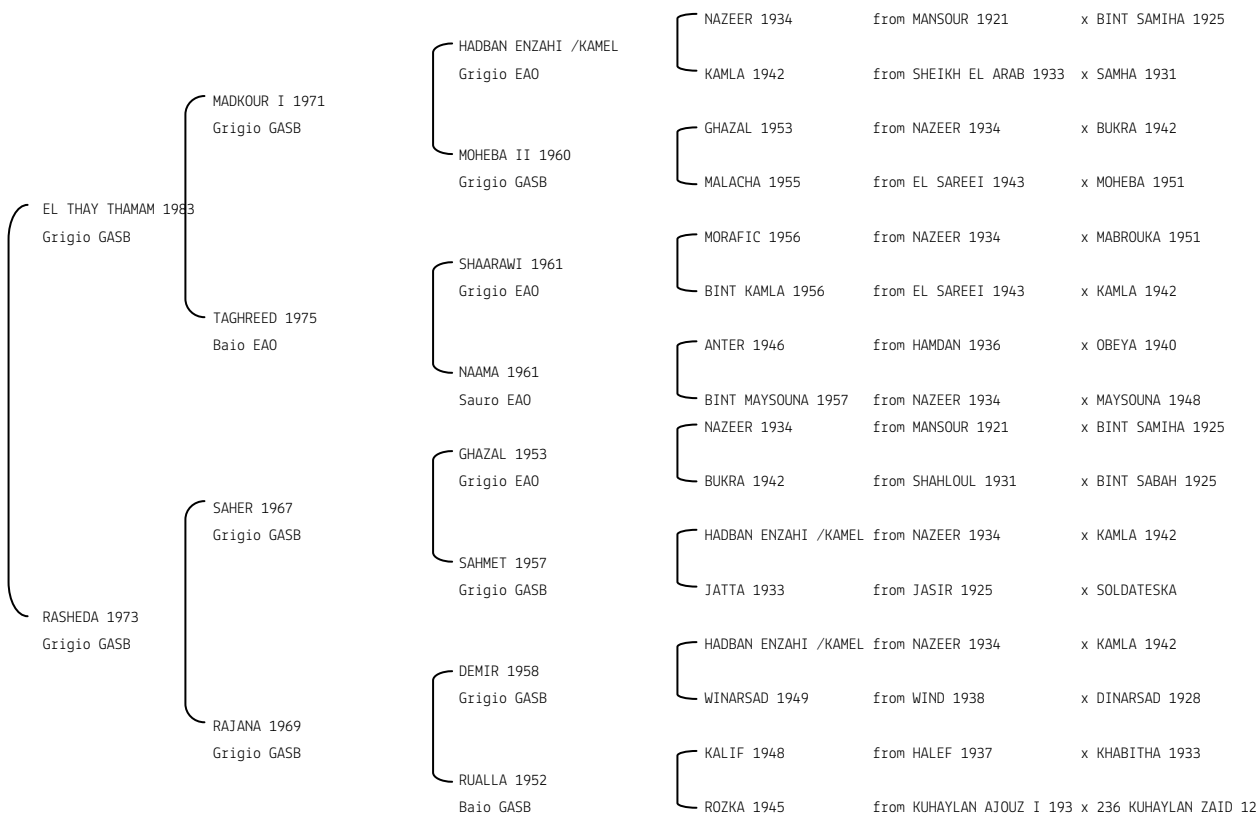 NAZEER 1934 from MANSOUR 1921 x BINT SAMIHA 1925
HADBAN ENZAHI /KAMEL
Grigio EAO KAMLA 1942 from SHEIKH EL ARAB 1933 x SAMHA 1931
MADKOUR I 1971
Grigio GASB GHAZAL 1953 from NAZEER 1934 x BUKRA 1942
MOHEBA II 1960
Grigio GASB MALACHA 1955 from EL SAREEI 1943 x MOHEBA 1951
EL THAY THAMAM 1983
Grigio GASB MORAFIC 1956 from NAZEER 1934 x MABROUKA 1951
SHAARAWI 1961
Grigio EAO BINT KAMLA 1956 from EL SAREEI 1943 x KAMLA 1942
TAGHREED 1975
Baio EAO ANTER 1946 from HAMDAN 1936 x OBEYA 1940
NAAMA 1961
Sauro EAO BINT MAYSOUNA 1957 from NAZEER 1934 x MAYSOUNA 1948
NAZEER 1934 from MANSOUR 1921 x BINT SAMIHA 1925
GHAZAL 1953
Grigio EAO BUKRA 1942 from SHAHLOUL 1931 x BINT SABAH 1925
SAHER 1967
Grigio GASB HADBAN ENZAHI /KAMEL from NAZEER 1934 x KAMLA 1942
SAHMET 1957
Grigio GASB JATTA 1933 from JASIR 1925 x SOLDATESKA
RASHEDA 1973
Grigio GASB HADBAN ENZAHI /KAMEL from NAZEER 1934 x KAMLA 1942
DEMIR 1958
Grigio GASB WINARSAD 1949 from WIND 1938 x DINARSAD 1928
RAJANA 1969
Grigio GASB KALIF 1948 from HALEF 1937 x KHABITHA 1933
RUALLA 1952
Baio GASB ROZKA 1945 from KUHAYLAN AJOUZ I 193 x 236 KUHAYLAN ZAID 12